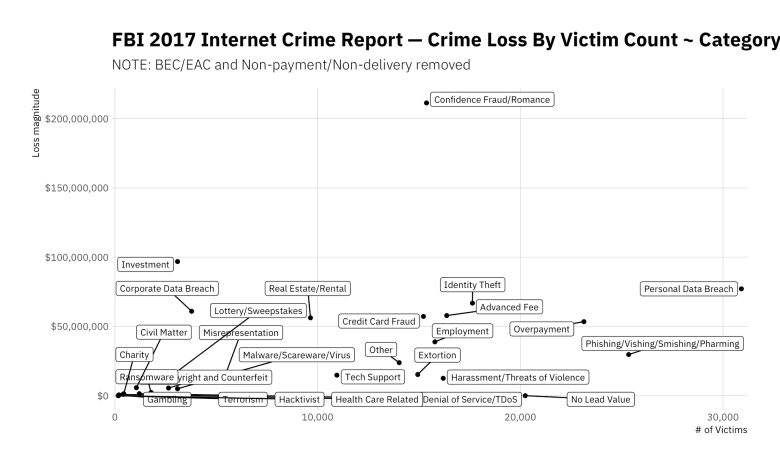 FBI 2017 Internet Crime Report — Crime Loss By Victim Count ~ Category
NOTE: BEC/EAC and Non-payment/Non-delivery removed
Loss magnitude
$200,000,000
$150,000,000
$100,000,000
$50,000,000
$0
Confidence Fraud/Romance
Investment
Corporate Data Breach
Real Estate/Rental
Identity Theft
Personal Data Breach
Lottery/Sweepstakes
Advanced Fee
Credit Card Fraud
Civil Matter
Misrepresentation
Employment
Overpayment
Phishing/Vishing/Smishing/Pharming
Charity
Malware/Scareware/Virus
Other
Extortion
Ransomware
yright and Counterfeit
Tech Support
Harassment/Threats of Violence
Gambling
Terrorism
Hacktivist
Health Care Related
Denial of Service/TDoS
No Lead Value
0
10,000
20,000
30,000
# of Victims